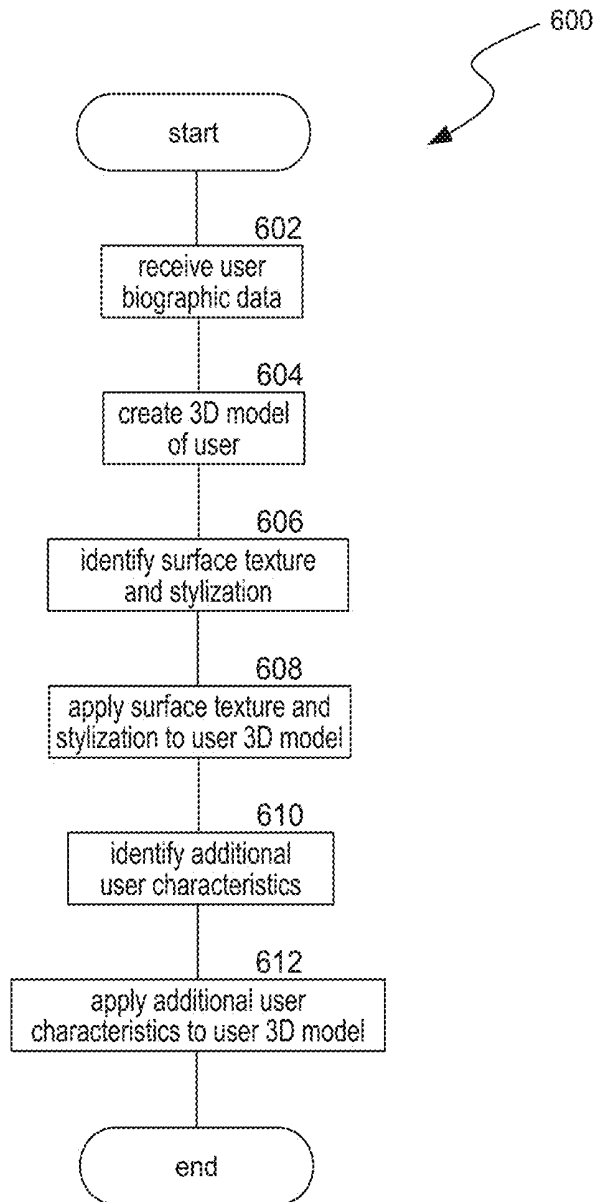 600
start
602
receive user
biographic data
604
create 3D model
of user
606
identify surface texture
and stylization
608
apply surface texture and
stylization to user 3D model
610
identify additional
user characteristics
612
apply additional user
characteristics to user 3D model
end